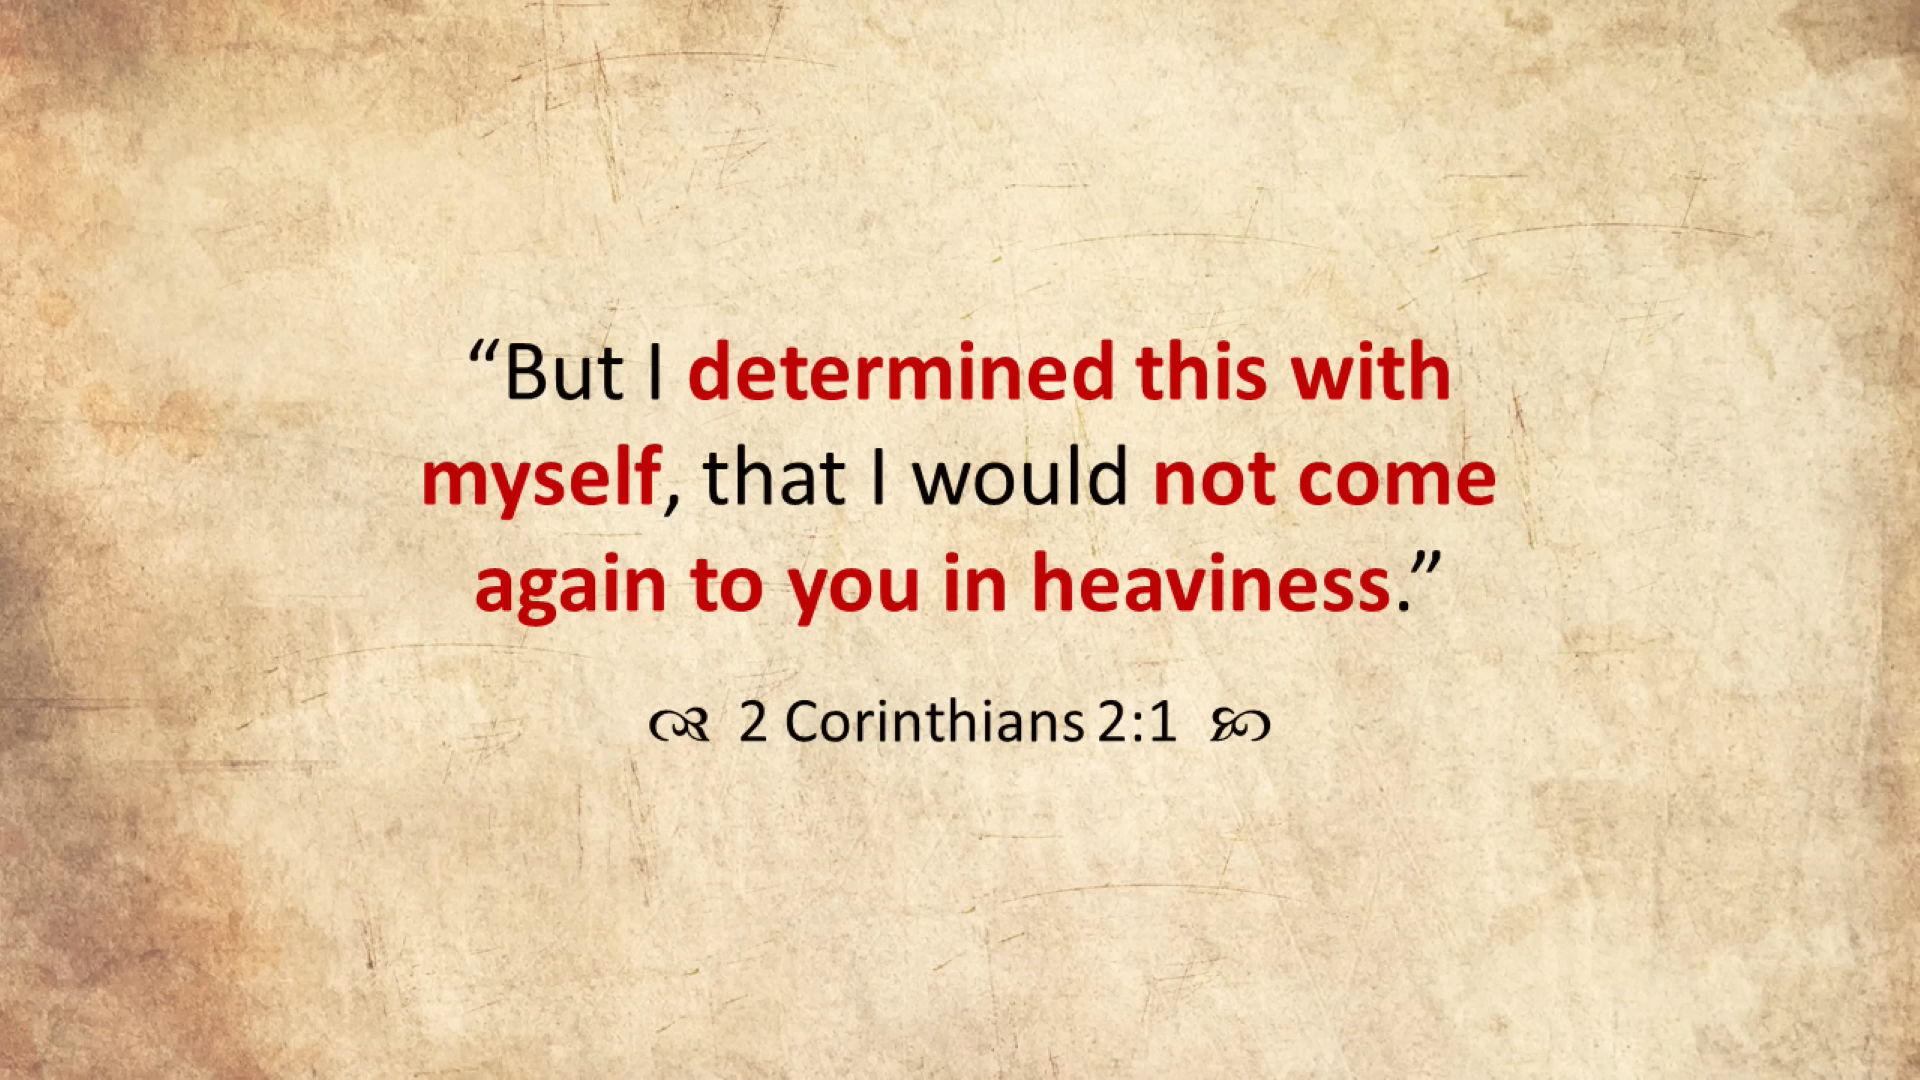 “But I determined this with
myself, that I would not come
again to you in heaviness.”
2 Corinthians 2:1